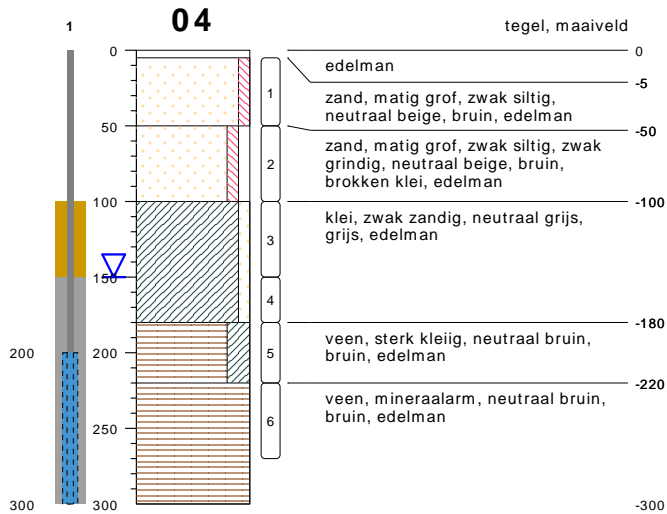 1
04
tegel, maaiveld
0
0
edelman
-5
1
zand, matig grof, zwak siltig,
neutraal beige, bruin, edelman
50
-50
2
zand, matig grof, zwak siltig, zwak
grindig, neutraal beige, bruin,
brokken klei, edelman
100
-100
3
klei, zwak zandig, neutraal grijs,
grijs, edelman
150
4
-180
200
200
5
veen, sterk kleiig, neutraal bruin,
bruin, edelman
-220
6
veen, mineraalarm, neutraal bruin,
bruin, edelman
250
300
300
-300